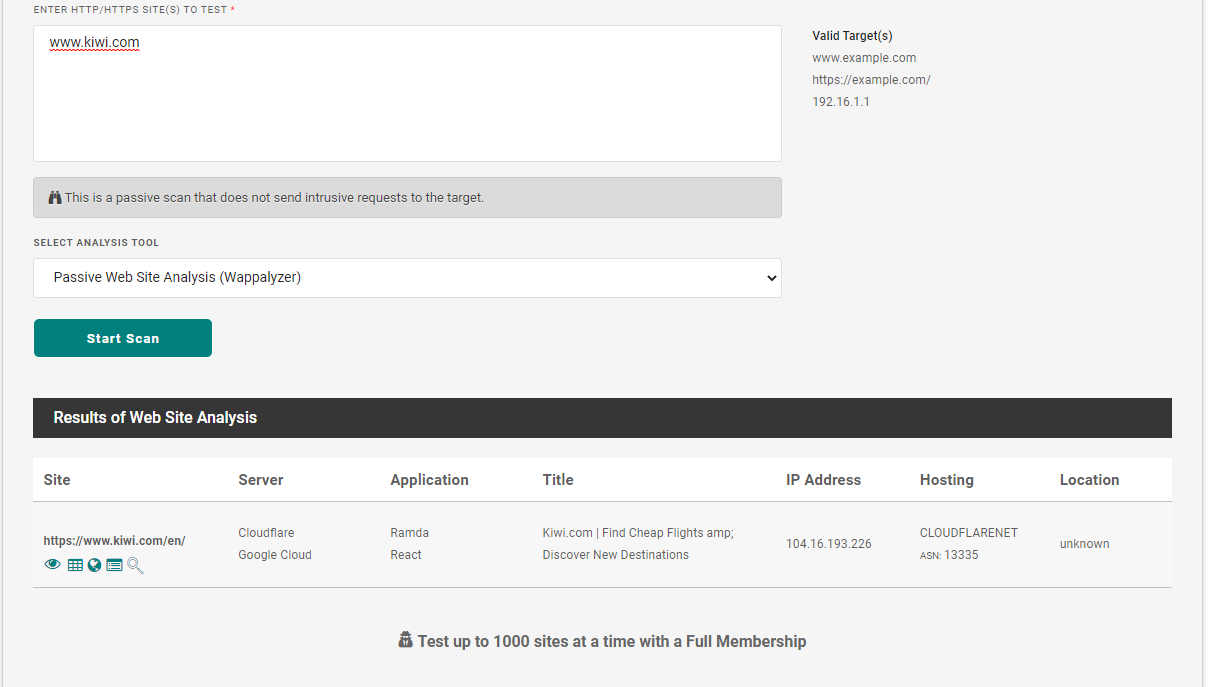 ENTER HTTP/HTTPS SITE(S) TO TEST *
www.kiwi.com
Valid Target(s)
www.example.com
https://example.com/
192.16.1.1
This is a passive scan that does not send intrusive requests to the target.
SELECT ANALYSIS TOOL
Passive Web Site Analysis (Wappalyzer)
Start Scan
Results of Web Site Analysis
Site Server Application Title IP Address Hosting Location
https://www.kiwi.com/en/
Cloudflare
Google Cloud
Ramda
React
Kiwi.com | Find Cheap Flights amp;
Discover New Destinations
104.16.193.226
CLOUDFLARENET
ASN: 13335
unknown
Test up to 1000 sites at a time with a Full Membership